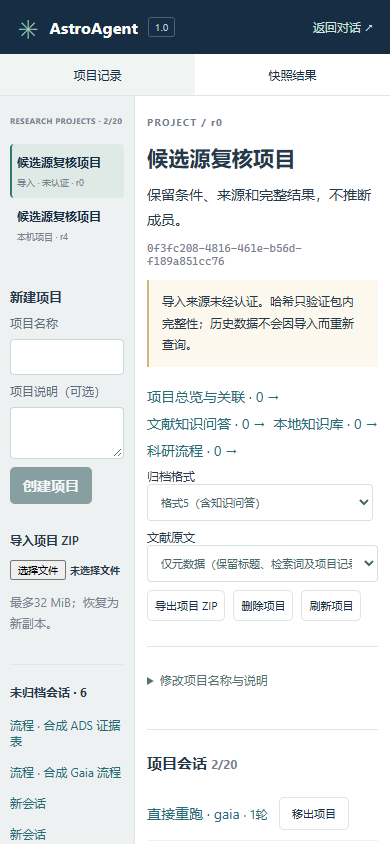 AstroAgent 1.0 返回对话 ↗
项目记录 快照结果
RESEARCH PROJECTS · 2/20
候选源复核项目
导入 · 未认证 · r0
候选源复核项目
本机项目 · r4
新建项目
项目名称
项目说明（可选）
创建项目
导入项目 ZIP
选择文件 未选择文件
最多32 MiB；恢复为
新副本。
未归档会话 · 6
流程 · 合成 ADS 证据
表
流程 · 合成 Gaia 流程
新会话
新会话
PROJECT / r0
候选源复核项目
保留条件、来源和完整结果，不推断
成员。
0f3fc208-4816-461e-b56d-
f189a851cc76
导入来源未经认证。哈希只验证包内
完整性；历史数据不会因导入而重新
查询。
项目总览与关联 · 0 →
文献知识问答 · 0 → 本地知识库 · 0 →
科研流程 · 0 →
归档格式
格式5（含知识问答）
文献原文
仅元数据（保留标题、检索词及项目记录
导出项目 ZIP 删除项目 刷新项目
▶ 修改项目名称与说明
项目会话 2/20
直接重跑 · gaia · 1轮 移出项目